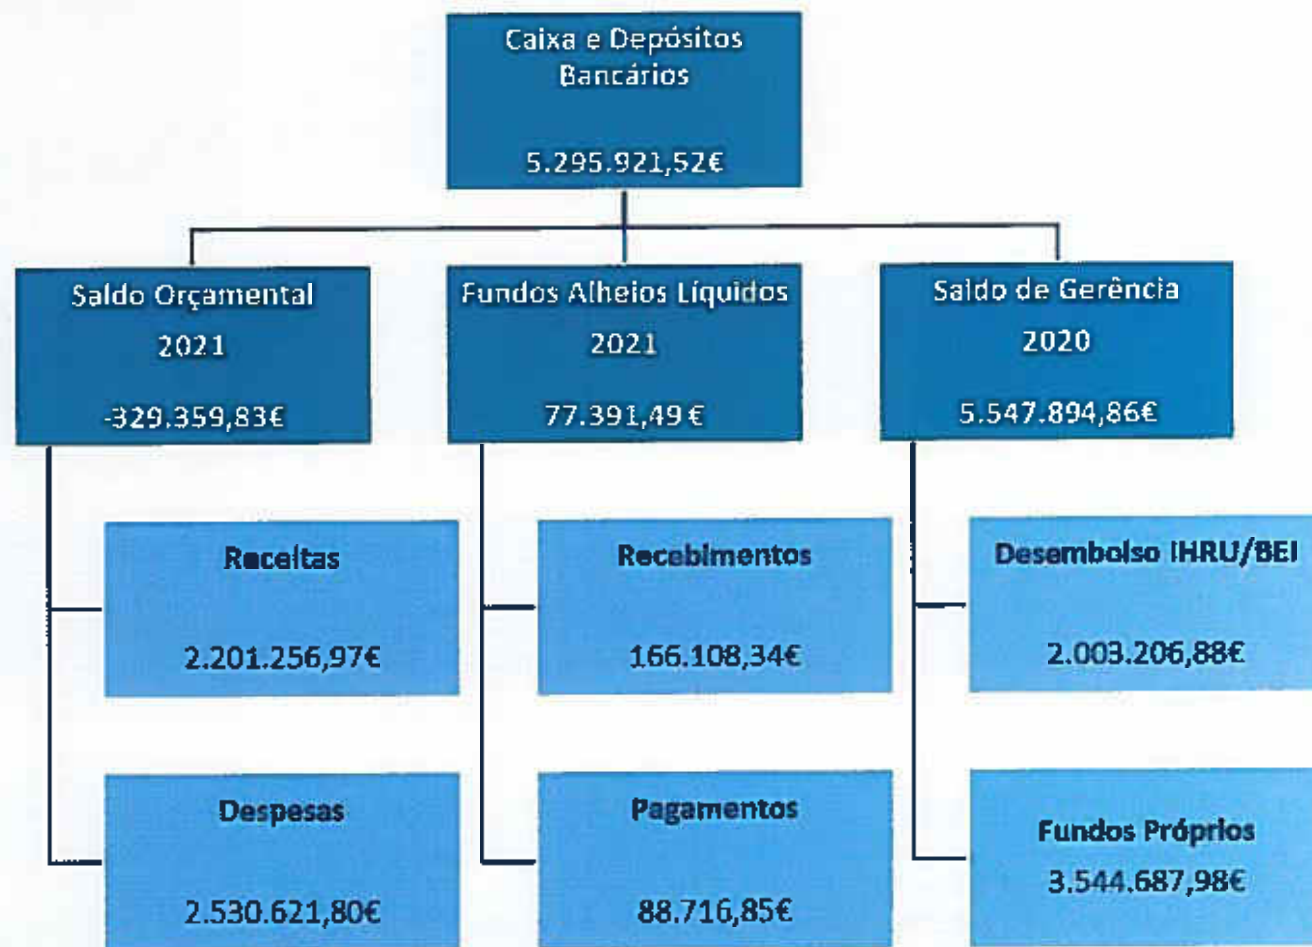 Caixa e Depósitos
Bancários
5.295.921,52€
Saldo Orçamental
2021
-329.359,83€
Fundos Alheios Líquidos
2021
77.391,49 €
Saldo de Gerência
2020
5.547.894,86€
Receitas
2.201.256,97€
Recebimentos
166.108,34€
Desembolso IHRU/BEI
2.003.206,88€
Despesas
2.530.621,80€
Pagamentos
88.716,85€
Fundos Próprios
3.544.687,98€